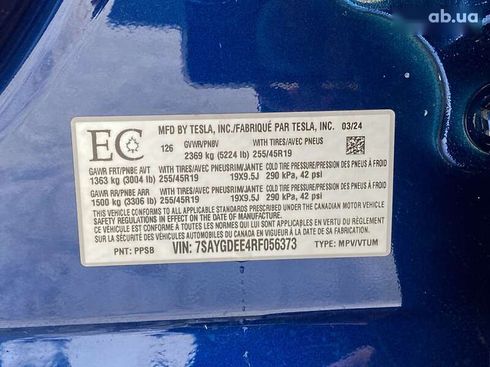 ab.ua
EC
MFD BY TESLA, INC./FABRIQUÉ PAR TESLA, INC. 03/24
126 GVWR/PNBV
2369 kg (5224 lb) 255/45R19
GAWR FRT/PNBE AVT WITH TIRES/AVEC PNEUS RIM/JANTE COLD TIRE PRESSURE/PRESSION DES PNEUS À FROID
1363 kg (3004 lb) 255/45R19 19X9.5J 290 kPa, 42 psi
GAWR RR/PNBE ARR WITH TIRES/AVEC PNEUS RIM/JANTE COLD TIRE PRESSURE/PRESSION DES PNEUS À FROID
1500 kg (3306 lb) 255/45R19 19X9.5J 290 kPa, 42 psi
THIS VEHICLE CONFORMS TO ALL APPLICABLE STANDARDS PRESCRIBED UNDER THE CANADIAN MOTOR VEHICLE
SAFETY REGULATIONS IN EFFECT ON THE DATE OF MANUFACTURE.
CE VÉHICULE EST CONFORME À TOUTES LES NORMES QUI LUI SONT APPLICABLES EN VERTU DU RÈGLEMENT
SUR LA SÉCURITÉ DES VÉHICULES AUTOMOBILES DU CANADA EN VIGUEUR À LA DATE DE SA FABRICATION.
VIN: 7SAYGDEE4RF056373
PNT: PPSB TYPE: MPV/VTUM